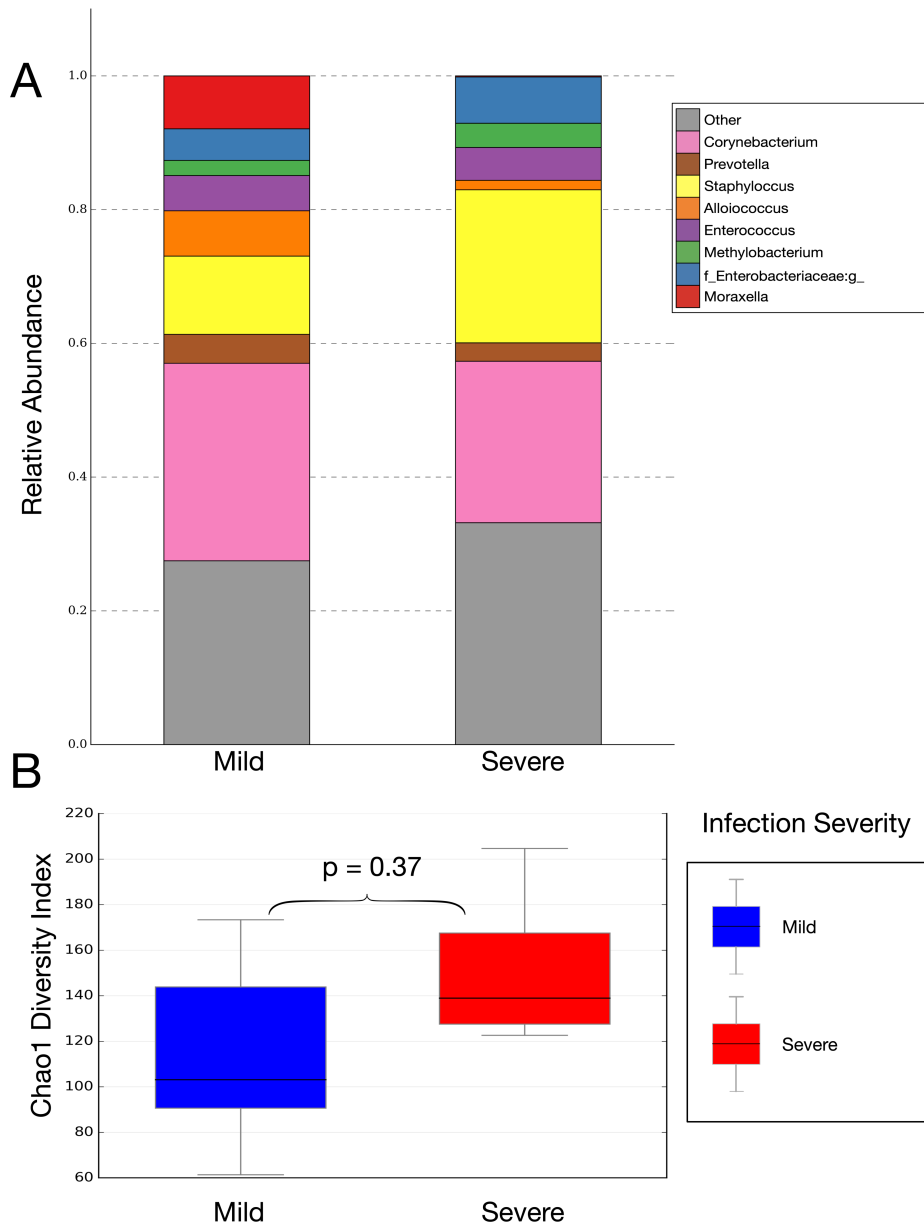 A
1.0
0.8
0.6
0.4
0.2
0.0
Relative Abundance
Mild
Severe
Other
Corynebacterium
Prevotella
Staphyloccus
Alloiococcus
Enterococcus
Methylobacterium
f_Enterobacteriaceae:g_
Moraxella
B
220
200
180
160
140
120
100
80
60
Chao1 Diversity Index
p = 0.37
Mild
Severe
Infection Severity
Mild
Severe